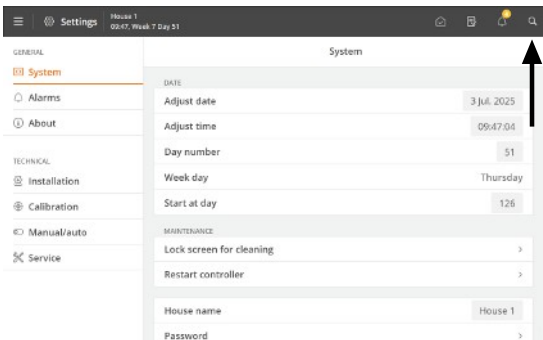 Settings
House 1
09:47, Week 7 Day 51
GENERAL
System
Alarms
About
TECHNICAL
Installation
Calibration
Manual/auto
Service
System
DATE
Adjust date 3 Jul. 2025
Adjust time 09:47:04
Day number 51
Week day Thursday
Start at day 126
MAINTENANCE
Lock screen for cleaning
Restart controller
House name House 1
Password